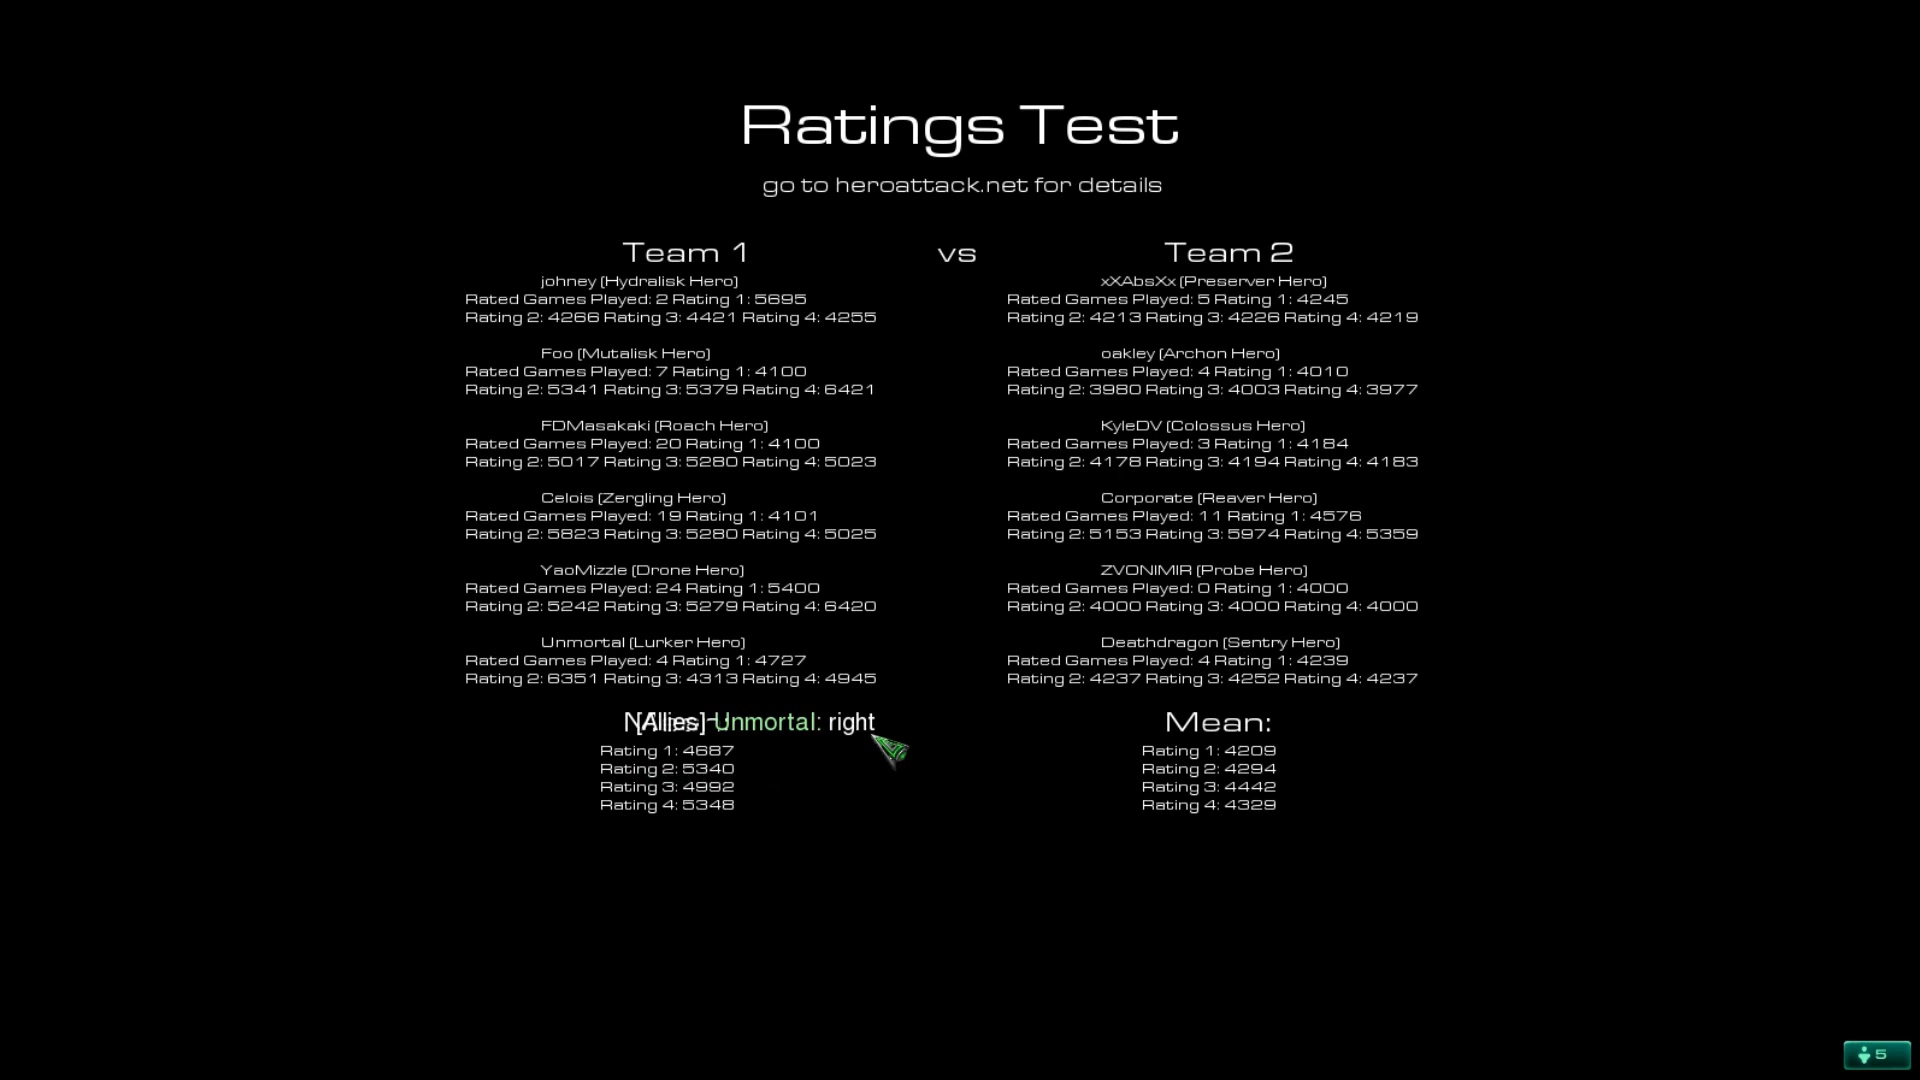 Ratings Test
go to heroattack.net for details
Team 1 vs Team 2
johney (Hydralisk Hero)
Rated Games Played: 2 Rating 1: 5695
Rating 2: 4266 Rating 3: 4421 Rating 4: 4255
Foo (Mutalisk Hero)
Rated Games Played: 7 Rating 1: 4100
Rating 2: 5341 Rating 3: 5379 Rating 4: 6421
FDMasakaki (Roach Hero)
Rated Games Played: 20 Rating 1: 4100
Rating 2: 5017 Rating 3: 5280 Rating 4: 5023
Celois (Zergling Hero)
Rated Games Played: 19 Rating 1: 4101
Rating 2: 5823 Rating 3: 5280 Rating 4: 5025
YaoMizzle (Drone Hero)
Rated Games Played: 24 Rating 1: 5400
Rating 2: 5242 Rating 3: 5279 Rating 4: 6420
Unmortal (Lurker Hero)
Rated Games Played: 4 Rating 1: 4727
Rating 2: 6351 Rating 3: 4313 Rating 4: 4945
[Allies] Unmortal: right
Rating 1: 4687
Rating 2: 5340
Rating 3: 4992
Rating 4: 5348
xXAbsXx (Preserver Hero)
Rated Games Played: 5 Rating 1: 4245
Rating 2: 4213 Rating 3: 4226 Rating 4: 4219
oakley (Archon Hero)
Rated Games Played: 4 Rating 1: 4010
Rating 2: 3980 Rating 3: 4003 Rating 4: 3977
KyleDV (Colossus Hero)
Rated Games Played: 3 Rating 1: 4184
Rating 2: 4178 Rating 3: 4194 Rating 4: 4183
Corporate (Reaver Hero)
Rated Games Played: 11 Rating 1: 4576
Rating 2: 5153 Rating 3: 5974 Rating 4: 5359
ZVONIMIR (Probe Hero)
Rated Games Played: 0 Rating 1: 4000
Rating 2: 4000 Rating 3: 4000 Rating 4: 4000
Deathdragon (Sentry Hero)
Rated Games Played: 4 Rating 1: 4239
Rating 2: 4237 Rating 3: 4252 Rating 4: 4237
Mean:
Rating 1: 4209
Rating 2: 4294
Rating 3: 4442
Rating 4: 4329
5